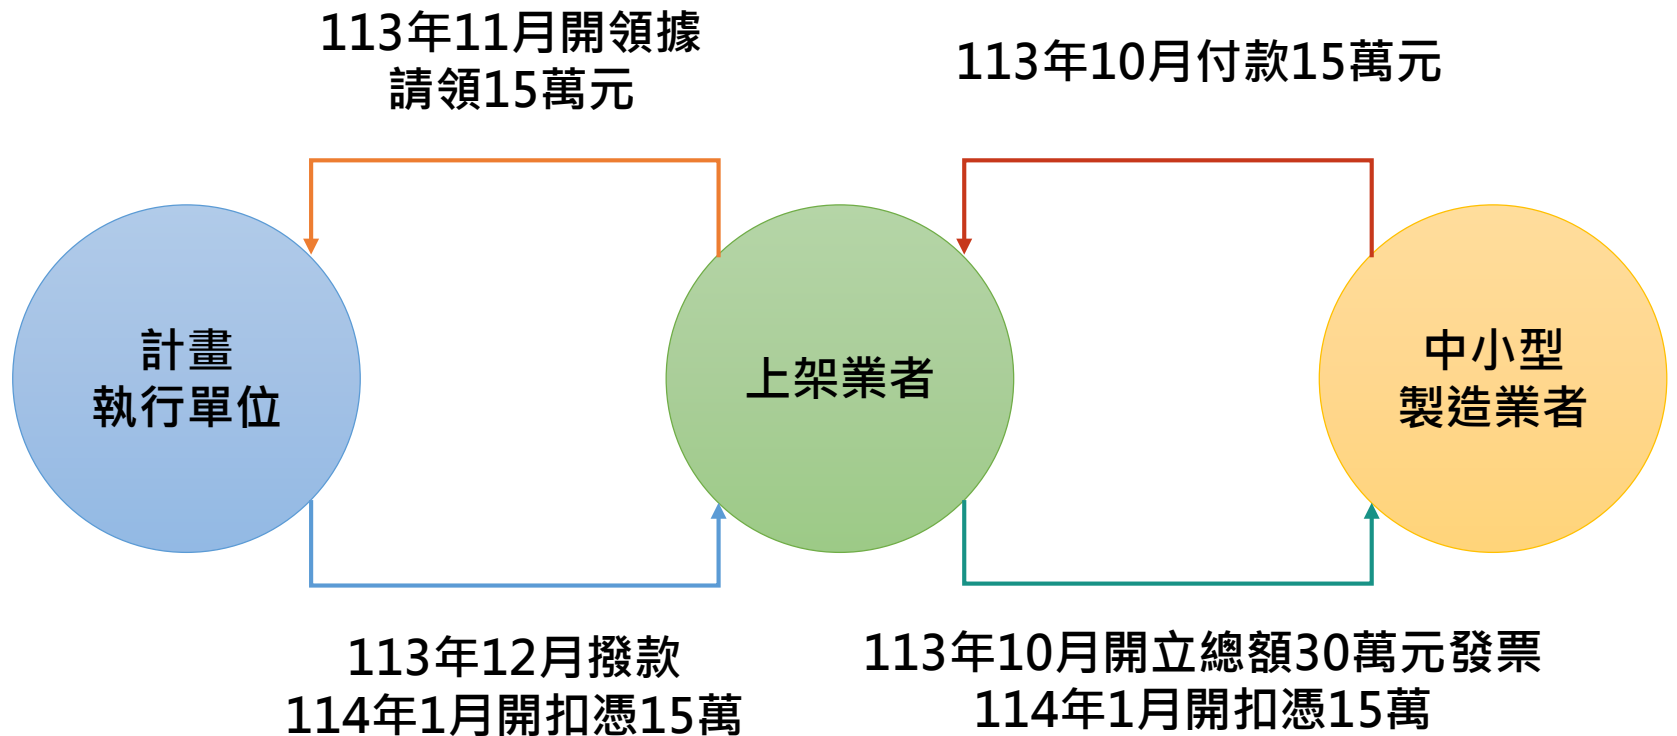 113年11月開領據
請領15萬元
113年10月付款15萬元
計畫
執行單位
上架業者
中小型
製造業者
113年12月撥款
114年1月開扣憑15萬
113年10月開立總額30萬元發票
114年1月開扣憑15萬